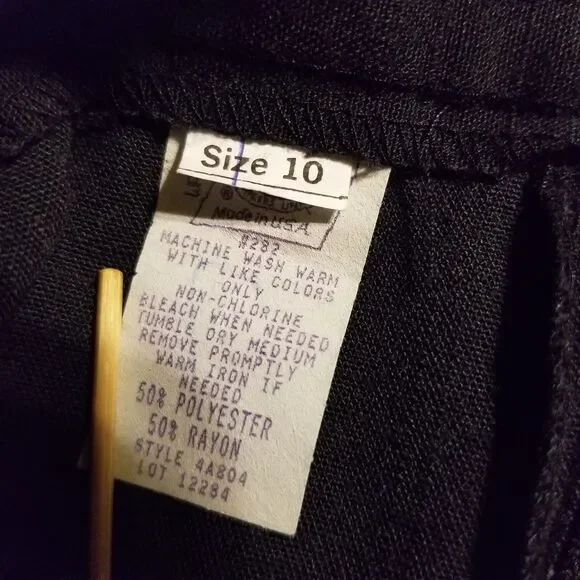 Size 10
®
Made in U.S.A
#282
MACHINE WASH WARM
WITH LIKE COLORS
ONLY
NON-CHLORINE
BLEACH WHEN NEEDED
TUMBLE DRY MEDIUM
REMOVE PROMPTLY
WARM IRON IF
NEEDED
50% POLYESTER
50% RAYON
STYLE 4A804
LOT 12284